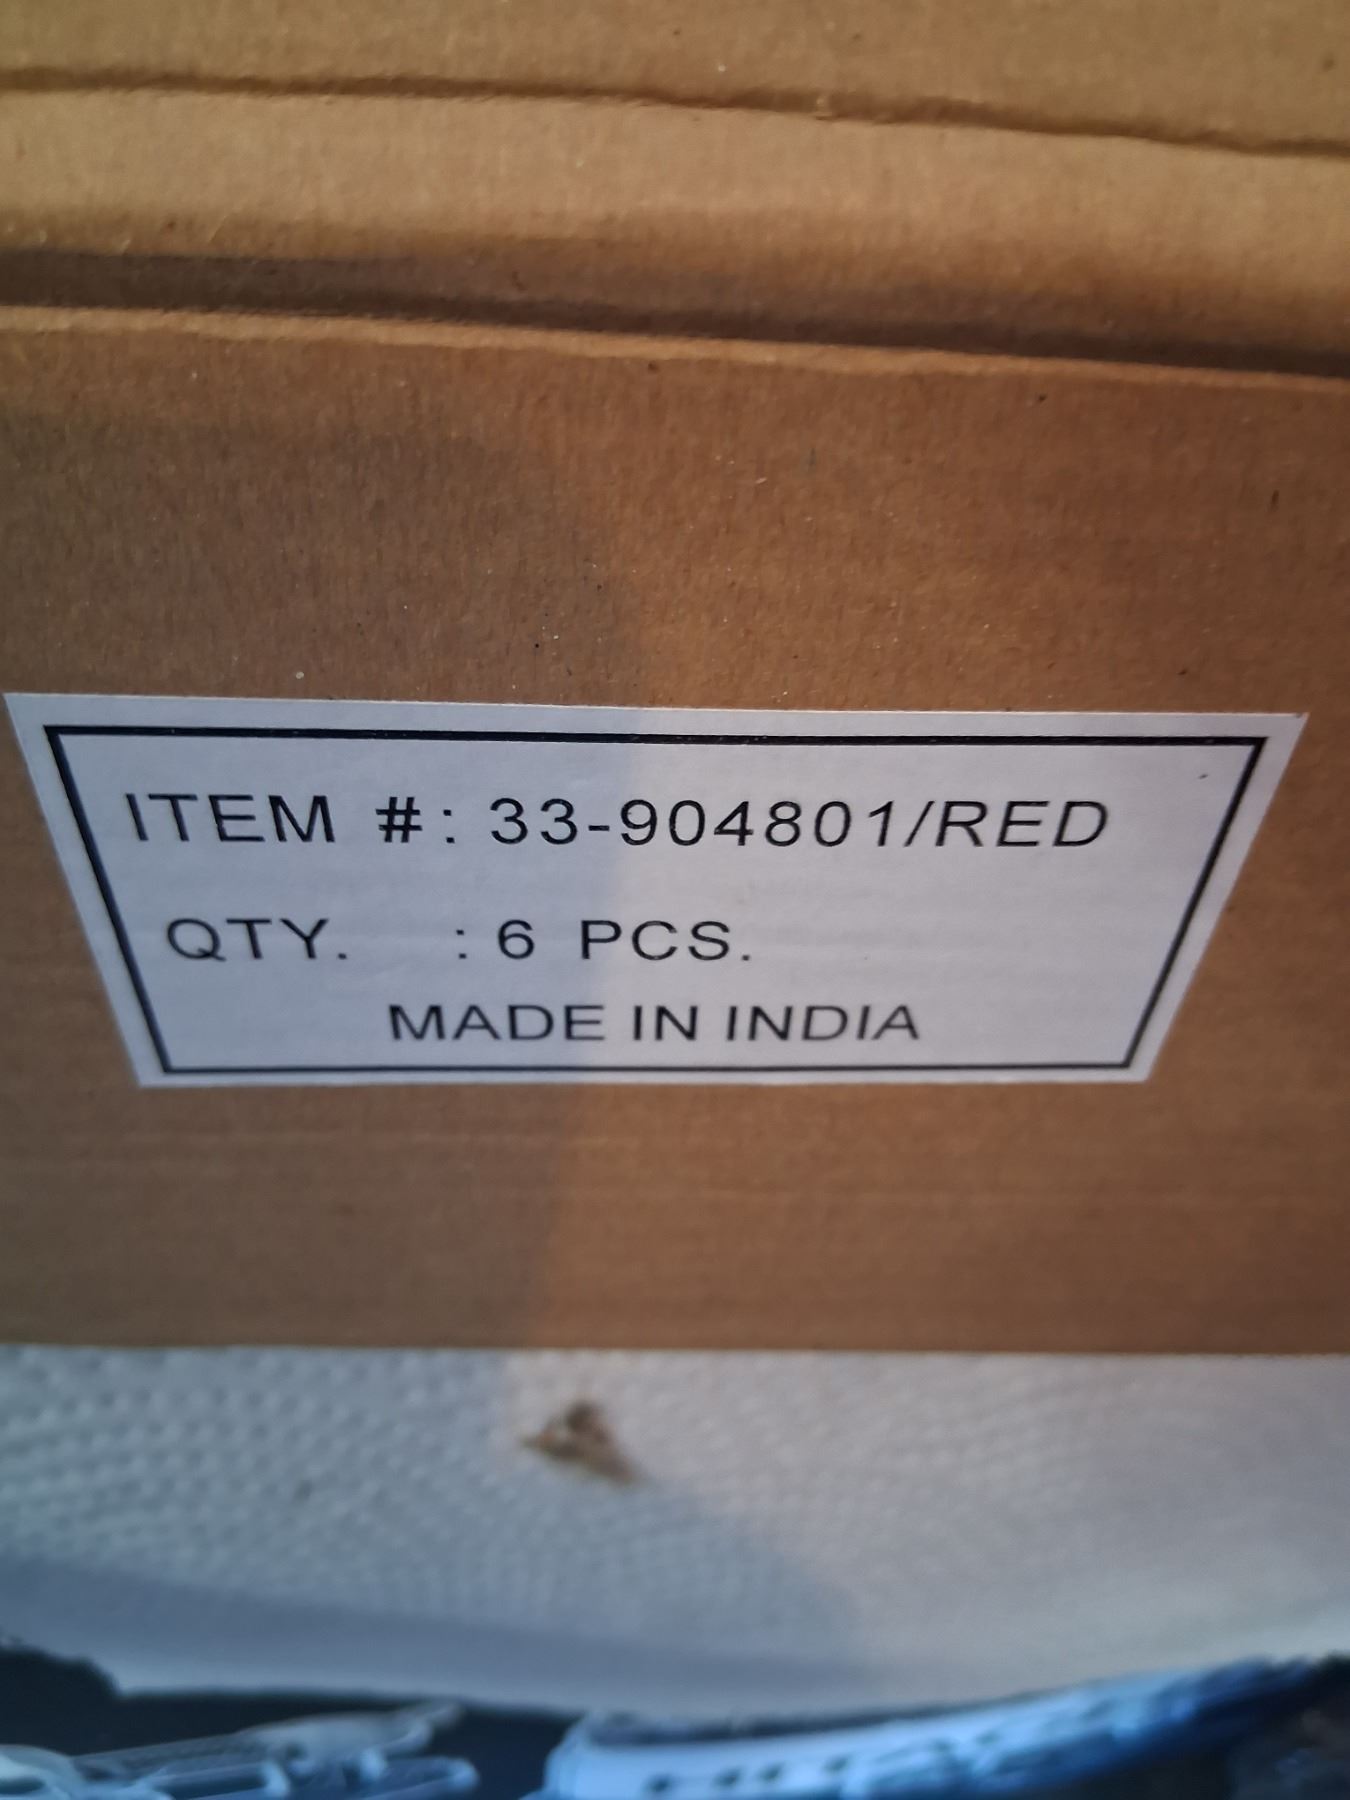 ITEM #: 33-904801/RED
QTY. : 6 PCS.
MADE IN INDIA